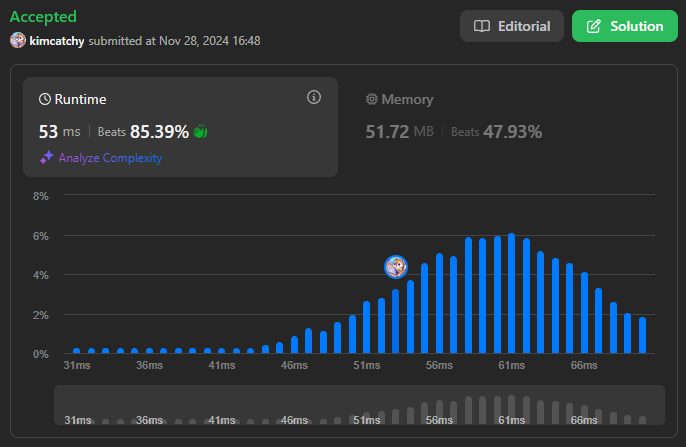 Accepted
kimcatchy submitted at Nov 28, 2024 16:48
Editorial
Solution
Runtime
53 ms | Beats 85.39%
Analyze Complexity
Memory
51.72 MB | Beats 47.93%
8%
6%
4%
2%
0%
31ms 36ms 41ms 46ms 51ms 56ms 61ms 66ms
31ms 36ms 41ms 46ms 51ms 56ms 61ms 66ms